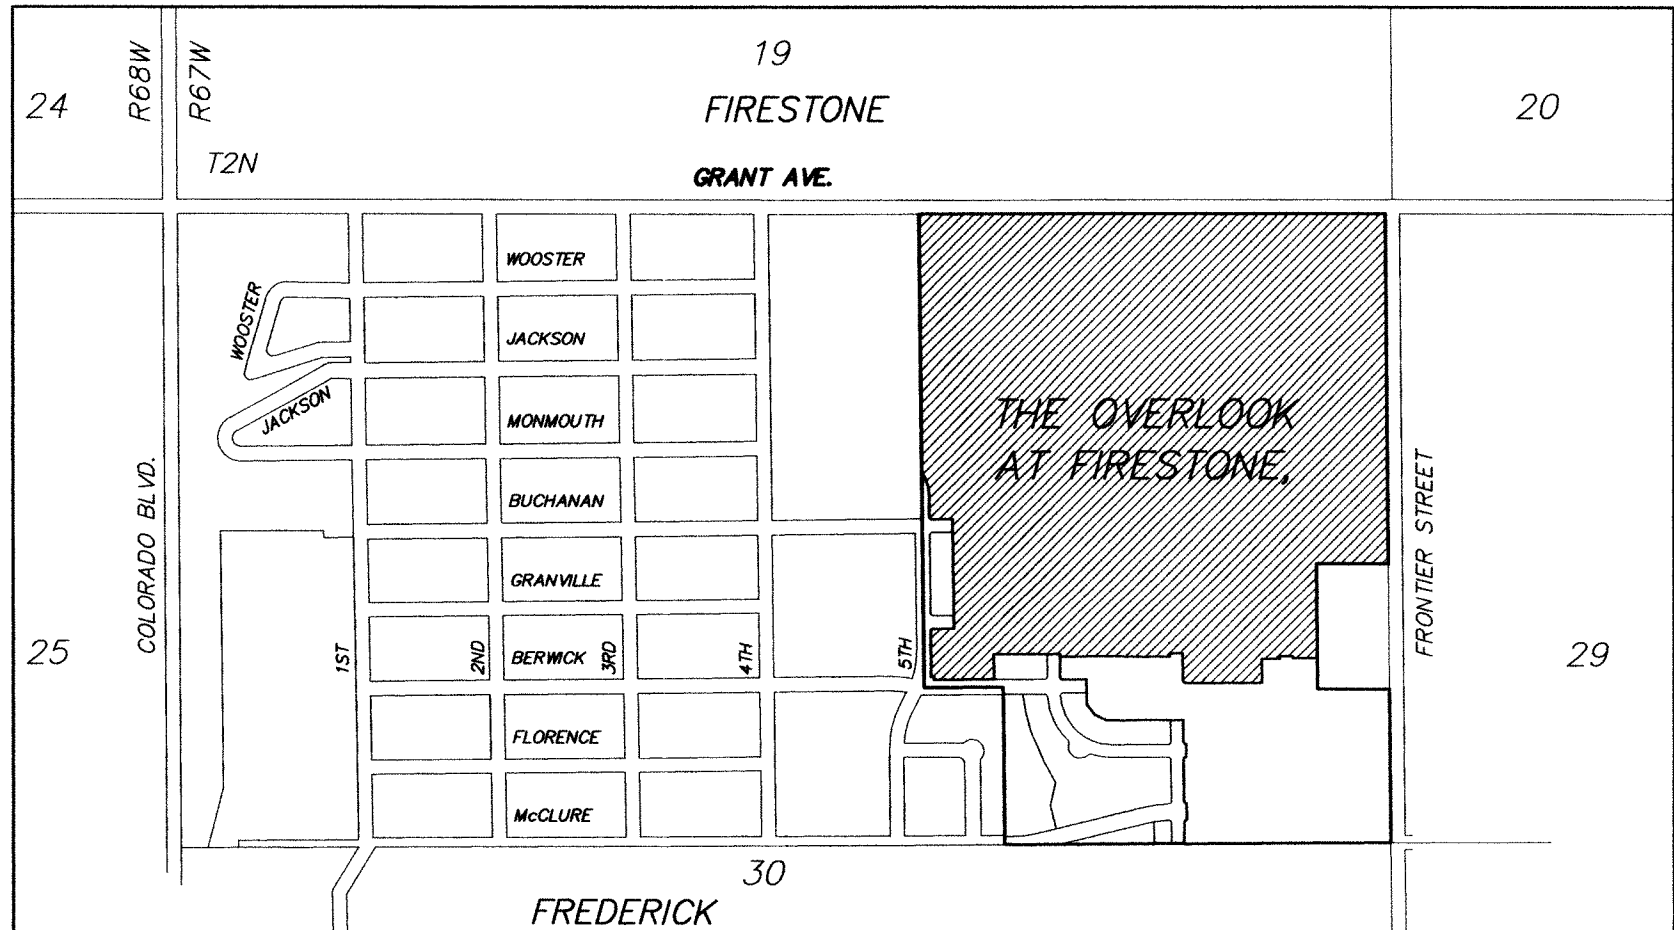 19
24
R68W
R67W
FIRESTONE
20
T2N
GRANT AVE.
WOOSTER
WOOSTER
JACKSON
JACKSON
MONMOUTH
THE OVERLOOK
AT FIRESTONE,
COLORADO BLVD.
BUCHANAN
FRONTIER STREET
GRANVILLE
25
1ST
2ND
BERWICK
3RD
4TH
5TH
29
FLORENCE
McCLURE
30
FREDERICK